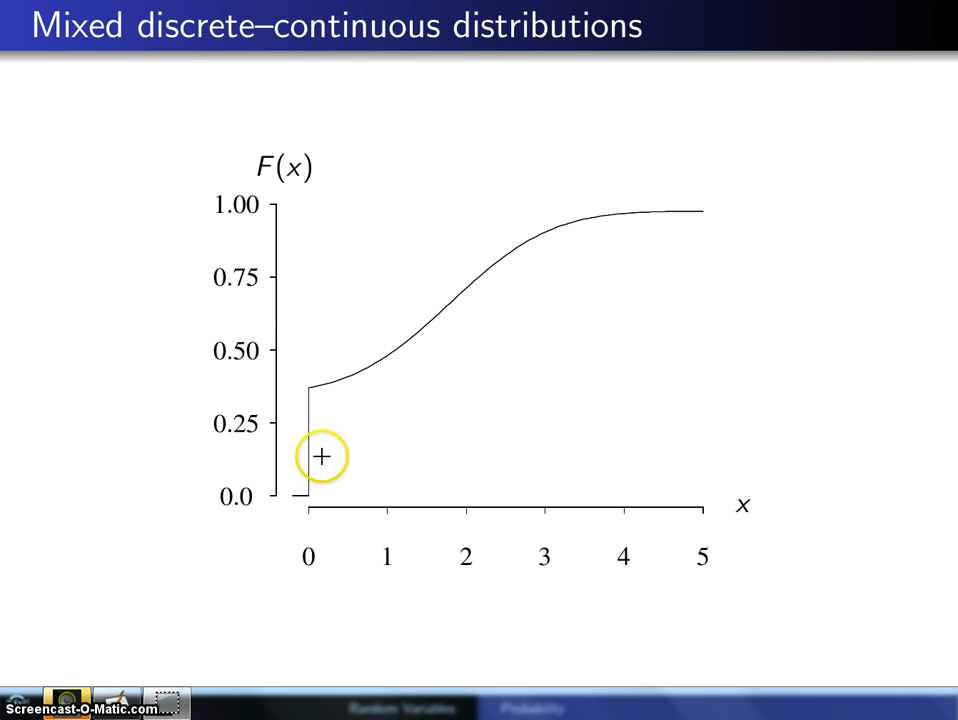 Mixed discrete–continuous distributions
F(x)
1.00
0.75
0.50
0.25
0.0
x
0 1 2 3 4 5
Screencast-O-Matic.com
Random Variables Probability